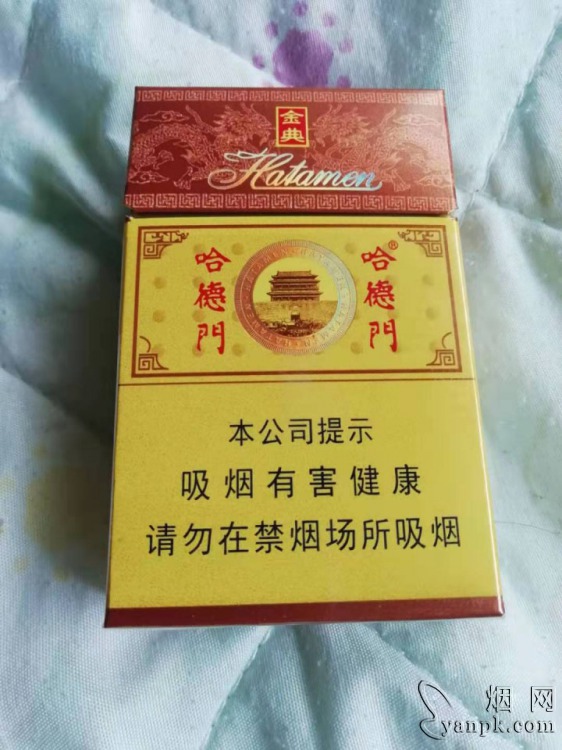 金典
Hatamen
哈德門
哈德門®
本公司提示
吸烟有害健康
请勿在禁烟场所吸烟
烟网
yanpk.com